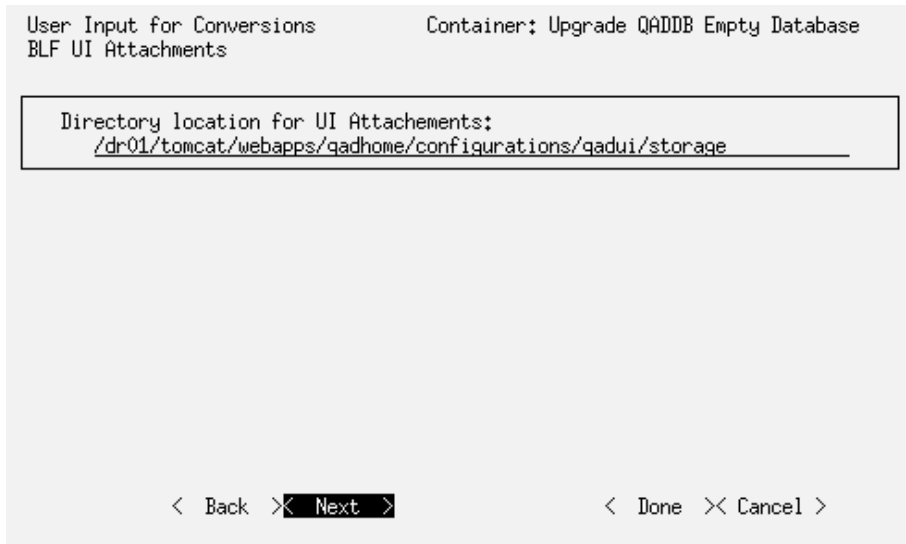 User Input for Conversions Container: Upgrade QADDB Empty Database
BLF UI Attachments
Directory location for UI Attachements:
/dr01/tomcat/webapps/qadhome/configurations/qadui/storage
< Back >< Next > < Done >< Cancel >